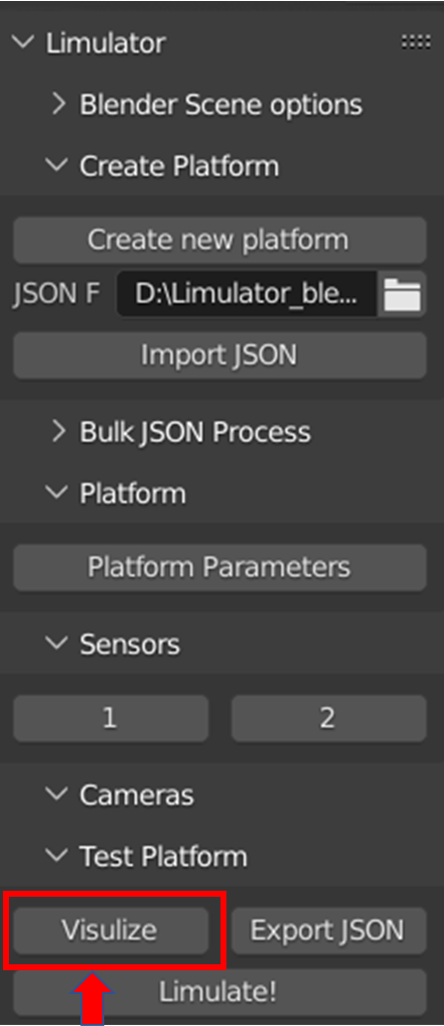 Limulator
Blender Scene options
Create Platform
Create new platform
JSON F D:\Limulator_ble...
Import JSON
Bulk JSON Process
Platform
Platform Parameters
Sensors
1 2
Cameras
Test Platform
Visulize Export JSON
Limulate!